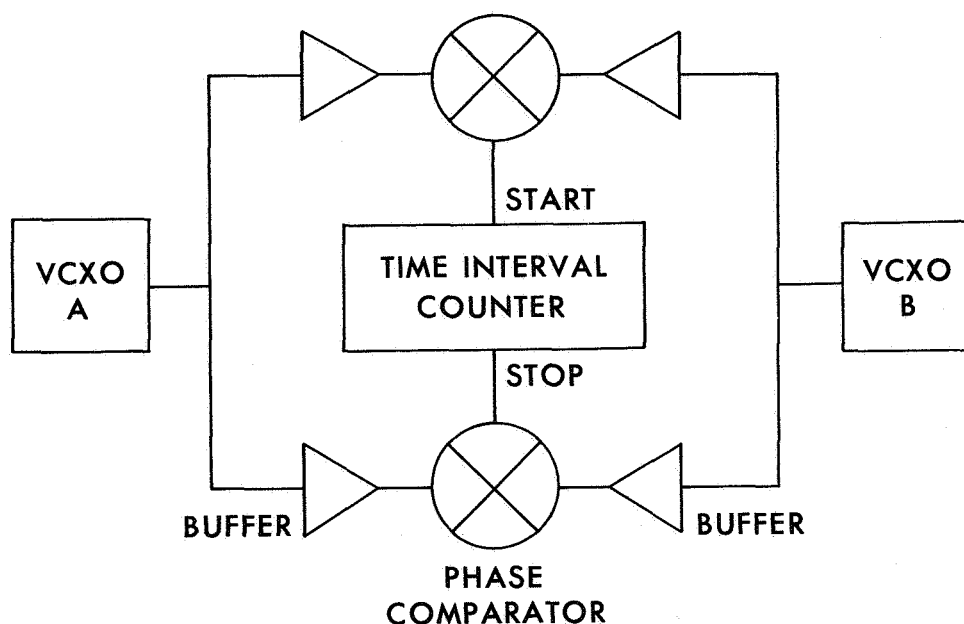 START
VCXO
A
TIME INTERVAL
COUNTER
VCXO
B
STOP
BUFFER
BUFFER
PHASE
COMPARATOR